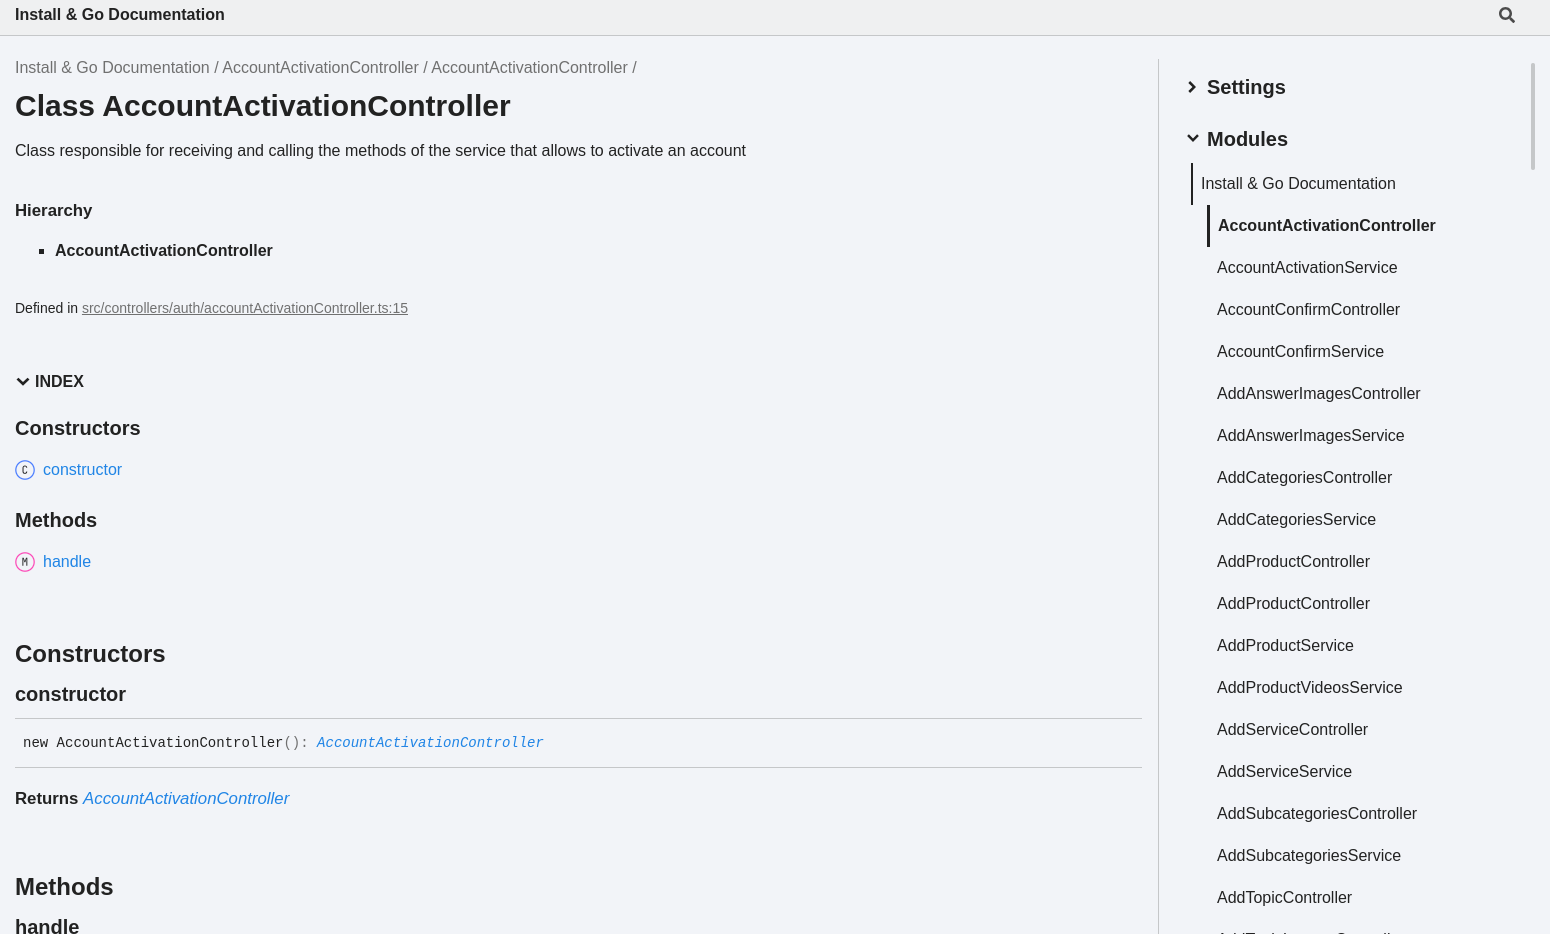 Install & Go Documentation
Install & Go Documentation / AccountActivationController / AccountActivationController /
Class AccountActivationController
Class responsible for receiving and calling the methods of the service that allows to activate an account
Hierarchy
AccountActivationController
Defined in src/controllers/auth/accountActivationController.ts:15
INDEX
Constructors
C constructor
Methods
M handle
Constructors
constructor
new AccountActivationController(): AccountActivationController
Returns AccountActivationController
Methods
handle
Settings
Modules
Install & Go Documentation
AccountActivationController
AccountActivationService
AccountConfirmController
AccountConfirmService
AddAnswerImagesController
AddAnswerImagesService
AddCategoriesController
AddCategoriesService
AddProductController
AddProductController
AddProductService
AddProductVideosService
AddServiceController
AddServiceService
AddSubcategoriesController
AddSubcategoriesService
AddTopicController